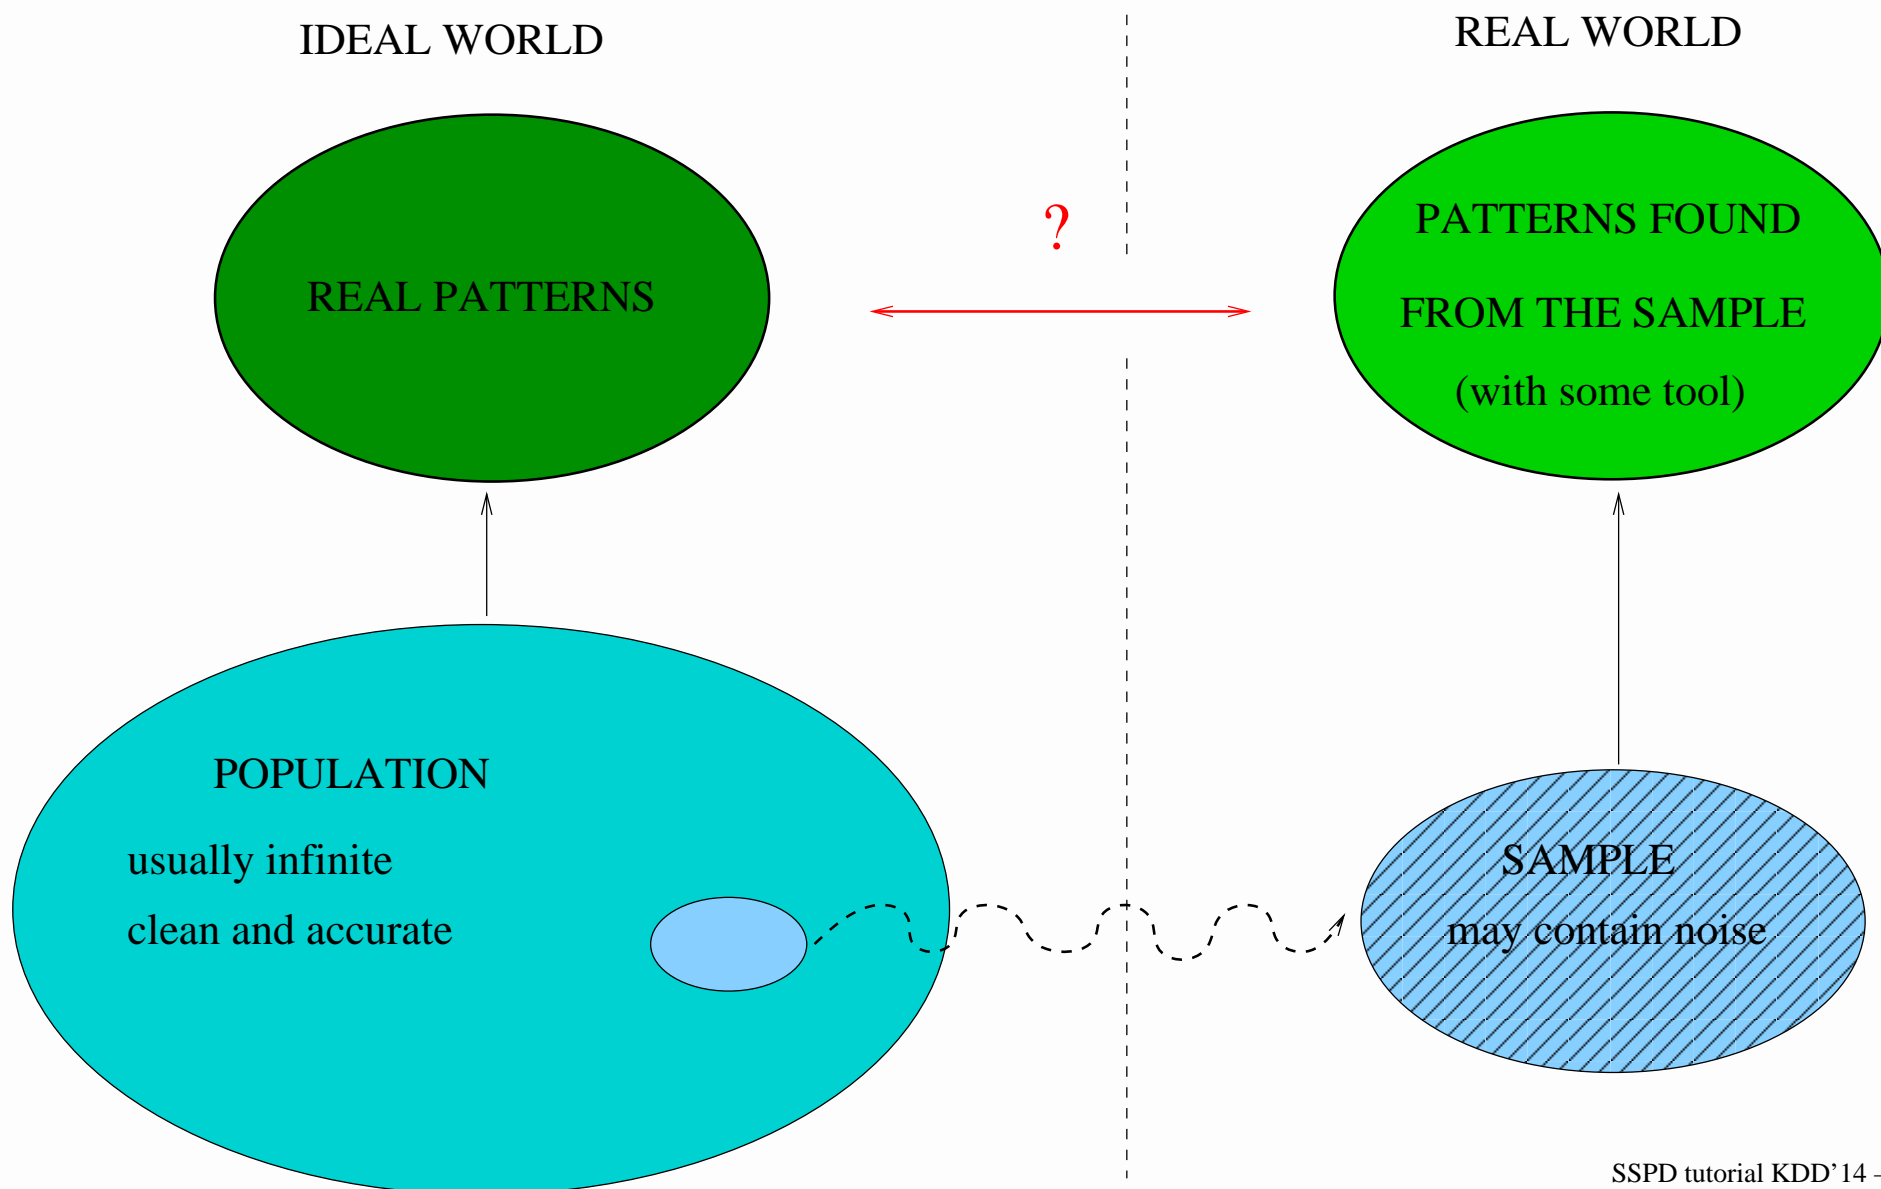 IDEAL WORLD
REAL WORLD
REAL PATTERNS
?
PATTERNS FOUND
FROM THE SAMPLE
(with some tool)
POPULATION
usually infinite
clean and accurate
SAMPLE
may contain noise
SSPD tutorial KDD'14 –